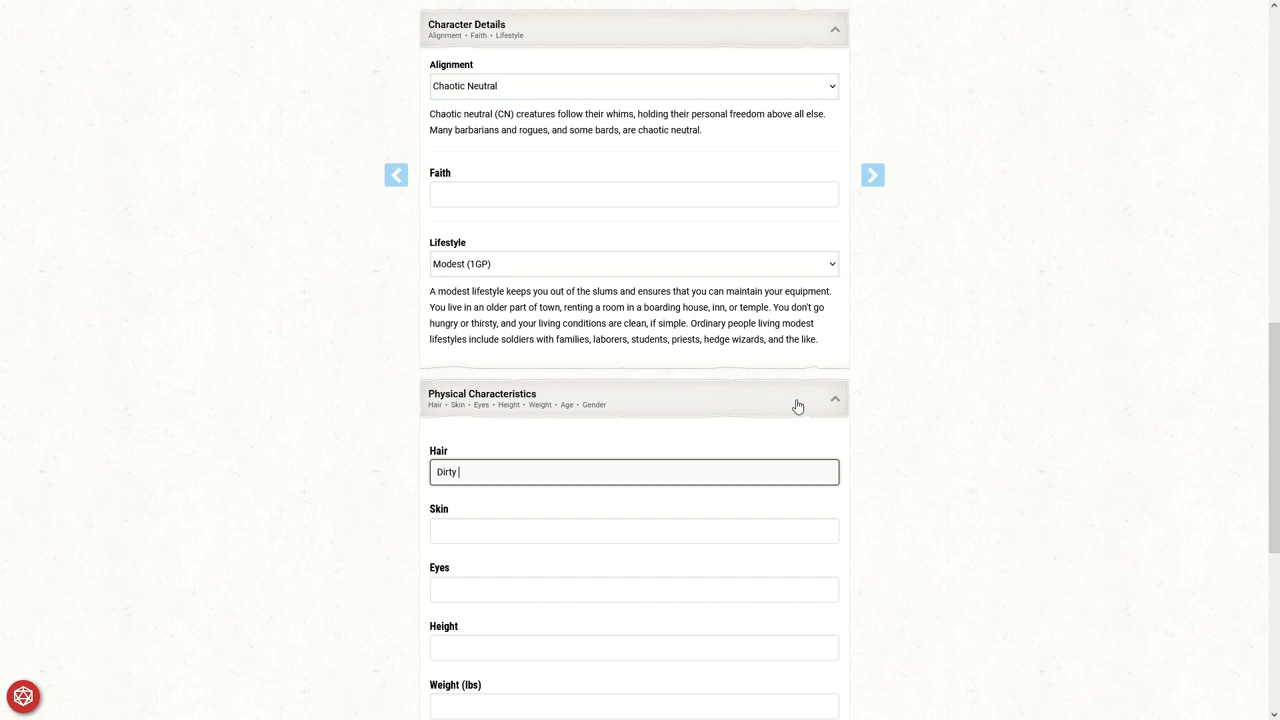 Character Details
Alignment • Faith • Lifestyle
Alignment
Chaotic Neutral
Chaotic neutral (CN) creatures follow their whims, holding their personal freedom above all else.
Many barbarians and rogues, and some bards, are chaotic neutral.
Faith
Lifestyle
Modest (1GP)
A modest lifestyle keeps you out of the slums and ensures that you can maintain your equipment.
You live in an older part of town, renting a room in a boarding house, inn, or temple. You don't go
hungry or thirsty, and your living conditions are clean, if simple. Ordinary people living modest
lifestyles include soldiers with families, laborers, students, priests, hedge wizards, and the like.
Physical Characteristics
Hair • Skin • Eyes • Height • Weight • Age • Gender
Hair
Dirty
Skin
Eyes
Height
Weight (lbs)